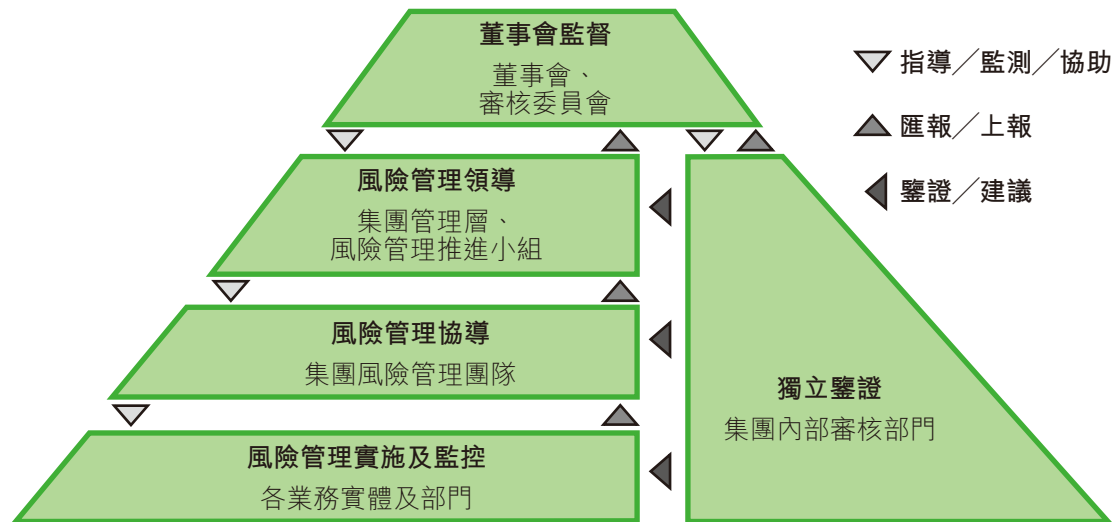 董事會監督
董事會、
審核委員會
指導╱監測╱協助
匯報╱上報
鑒證╱建議
風險管理領導
集團管理層、
風險管理推進小組
風險管理協導
集團風險管理團隊
獨立鑒證
集團內部審核部門
風險管理實施及監控
各業務實體及部門